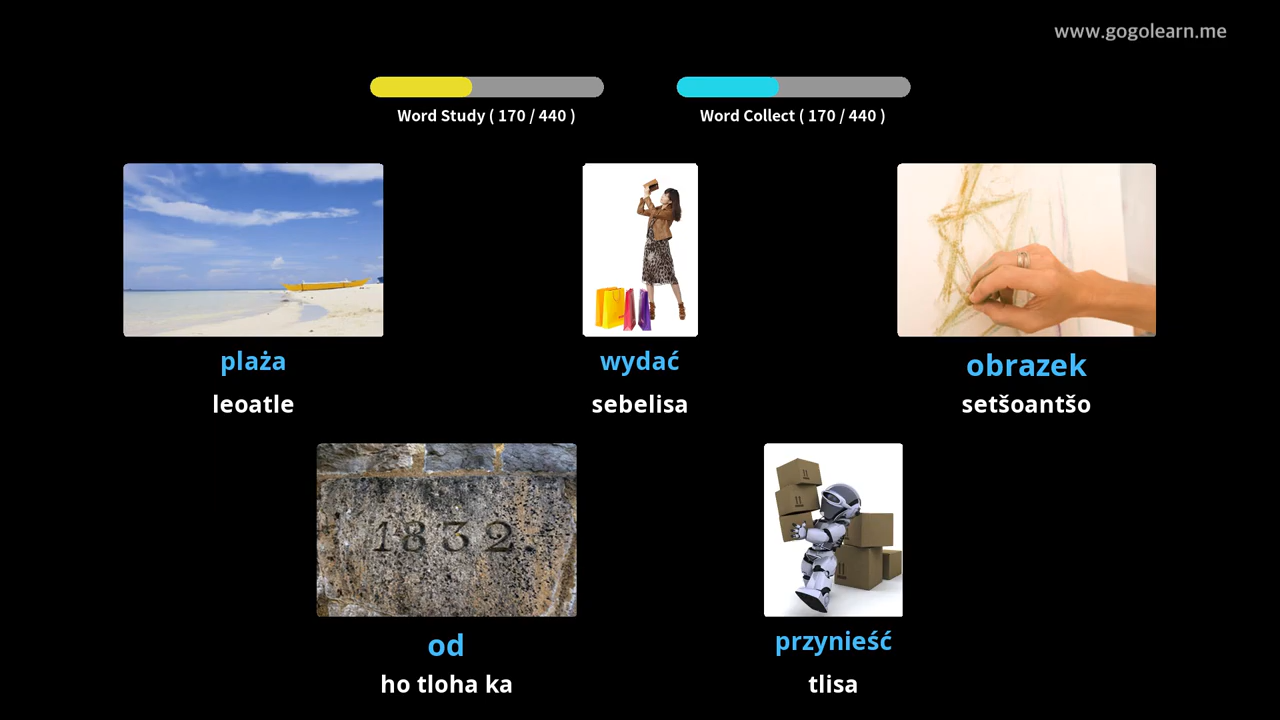 www.gogolearn.me
Word Study ( 170 / 440 )
Word Collect ( 170 / 440 )
plaża
leoatle
wydać
sebelisa
obrazek
setšoantšo
1832
od
ho tloha ka
przynieść
tlisa